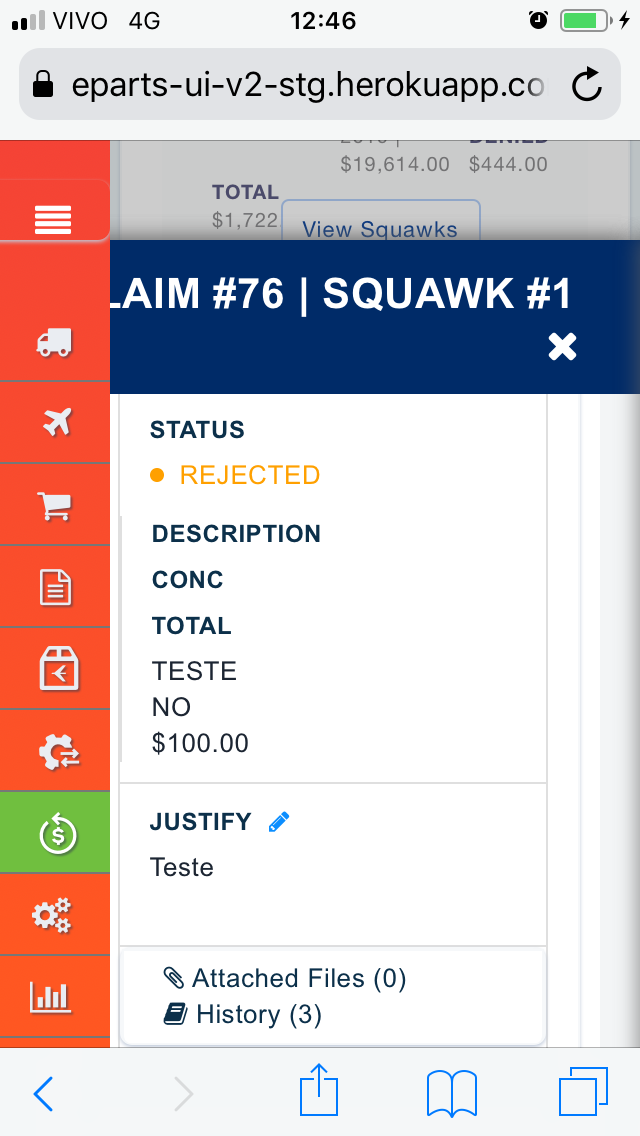 VIVO 4G 12:46
eparts-ui-v2-stg.herokuapp.co
DENIED
$19,614.00 $444.00
TOTAL
$1,722.
View Squawks
LAIM #76 | SQUAWK #1
STATUS
REJECTED
DESCRIPTION
CONC
TOTAL
TESTE
NO
$100.00
JUSTIFY
Teste
Attached Files (0)
History (3)